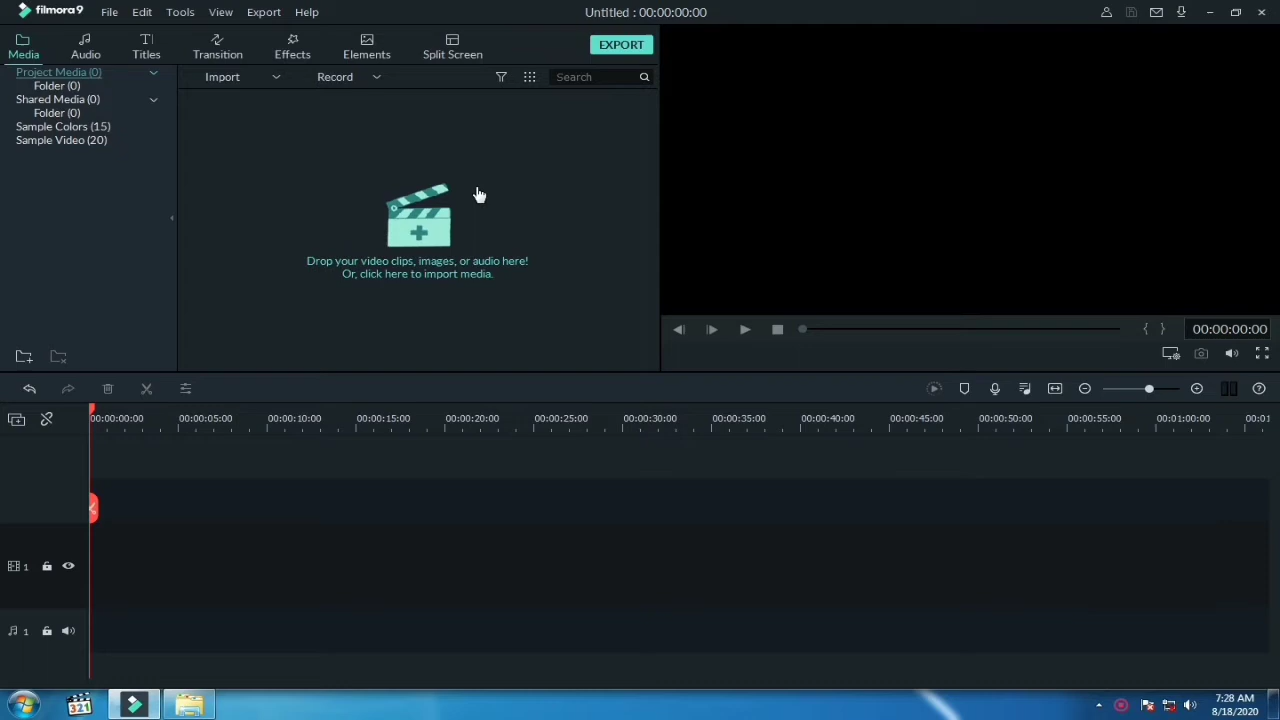 filmora9 File Edit Tools View Export Help Untitled : 00:00:00:00
Media Audio Titles Transition Effects Elements Split Screen EXPORT
Project Media (0)
Folder (0)
Shared Media (0)
Folder (0)
Sample Colors (15)
Sample Video (20)
Import Record Search
Drop your video clips, images, or audio here!
Or, click here to import media.
{ } 00:00:00:00
00:00:00:00 00:00:05:00 00:00:10:00 00:00:15:00 00:00:20:00 00:00:25:00 00:00:30:00 00:00:35:00 00:00:40:00 00:00:45:00 00:00:50:00 00:00:55:00 00:01:00:00 00:01
1
1
321
7:28 AM
8/18/2020